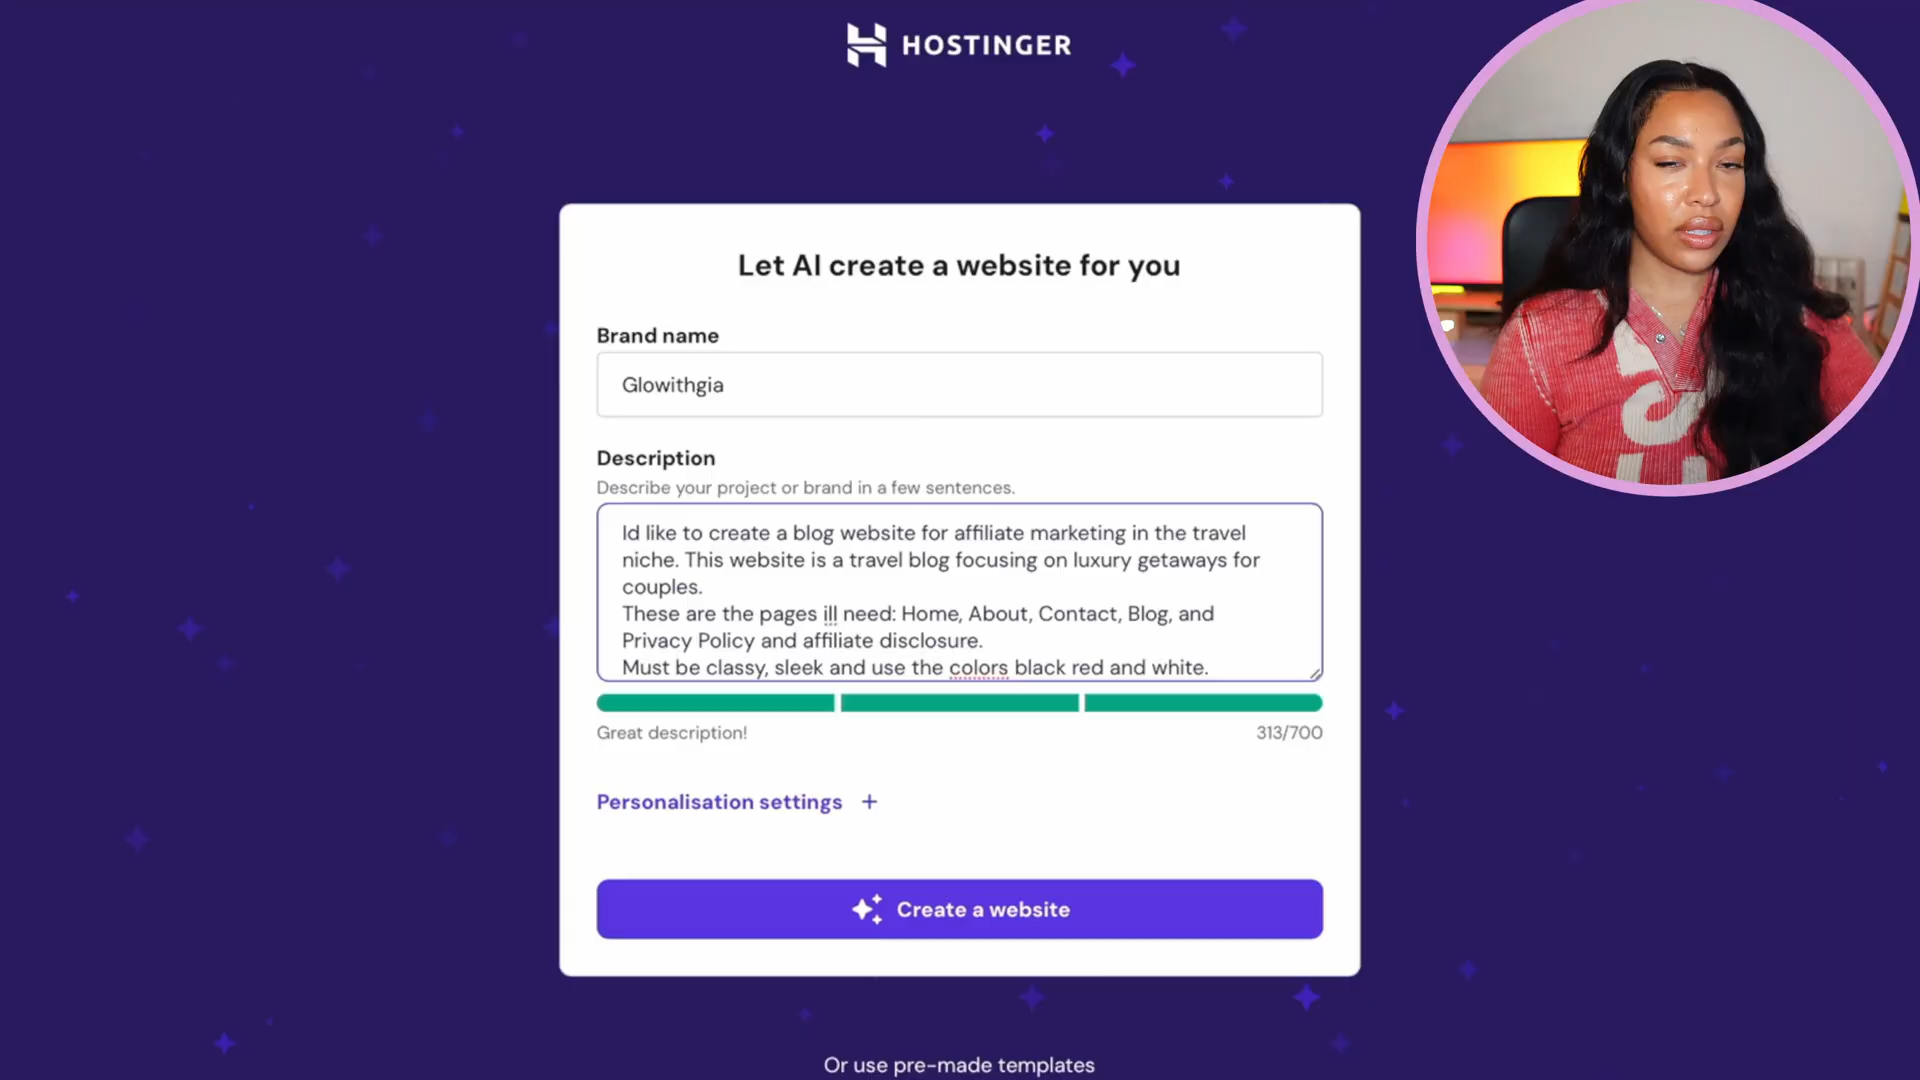 HOSTINGER
Let AI create a website for you
Brand name
Glowithgia
Description
Describe your project or brand in a few sentences.
Id like to create a blog website for affiliate marketing in the travel
niche. This website is a travel blog focusing on luxury getaways for
couples.
These are the pages ill need: Home, About, Contact, Blog, and
Privacy Policy and affiliate disclosure.
Must be classy, sleek and use the colors black red and white.
Great description!
313/700
Personalisation settings +
Create a website
Or use pre-made templates